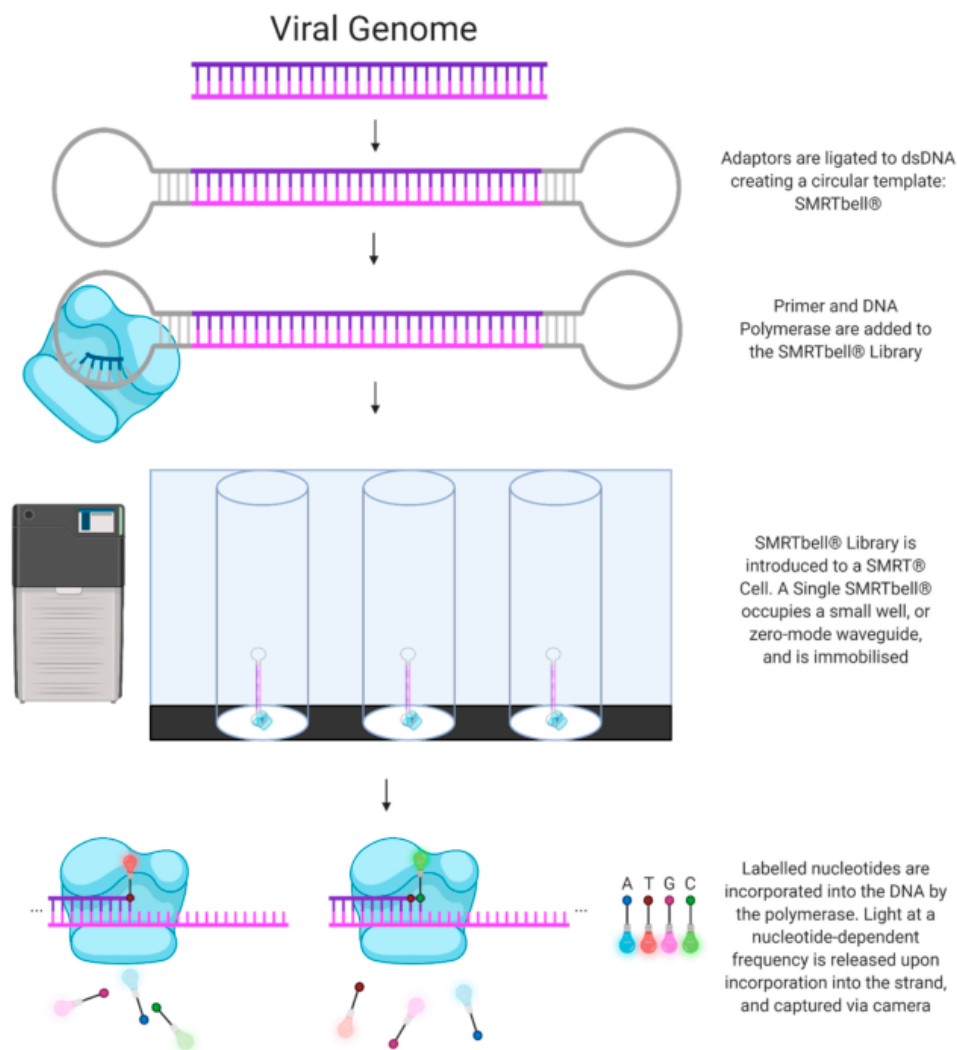 Viral Genome
Adaptors are ligated to dsDNA
creating a circular template:
SMRTbell®
Primer and DNA
Polymerase are added to
the SMRTbell® Library
SMRTbell® Library is
introduced to a SMRT®
Cell. A Single SMRTbell®
occupies a small well, or
zero-mode waveguide,
and is immobilised
... ...
A T G C
Labelled nucleotides are
incorporated into the DNA by
the polymerase. Light at a
nucleotide-dependent
frequency is released upon
incorporation into the strand,
and captured via camera